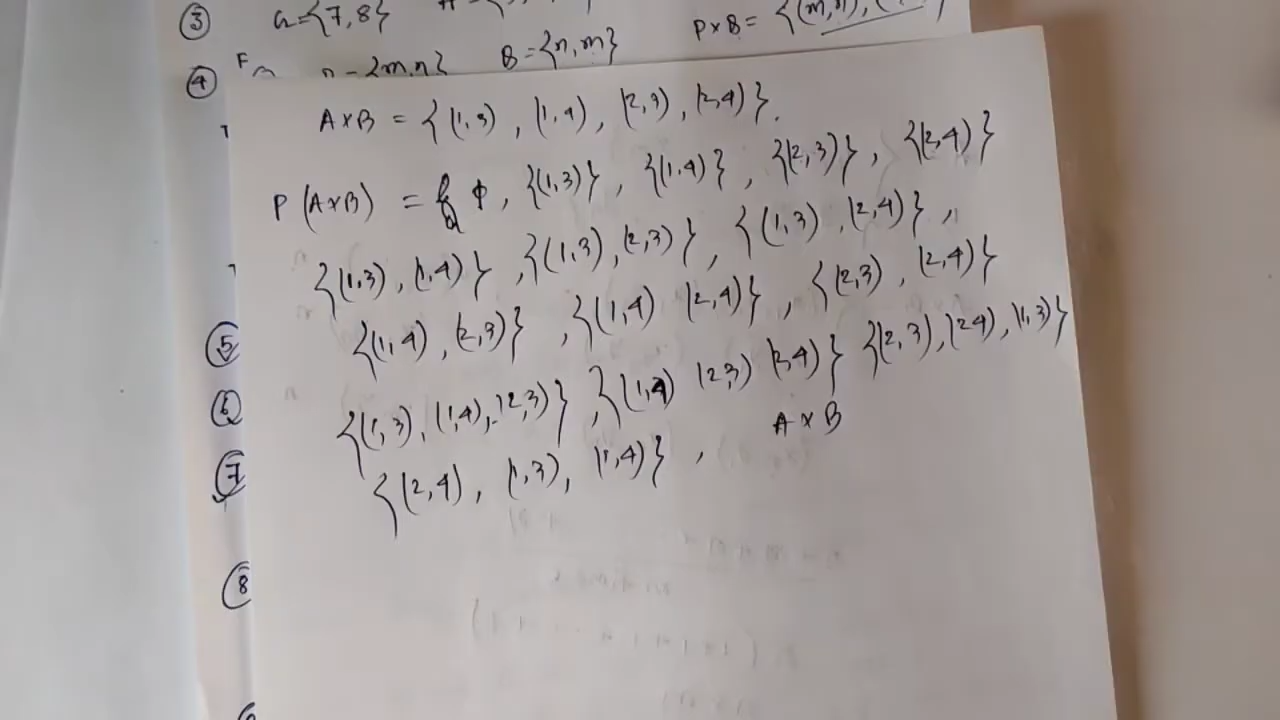 ③ G={7,8}
P×B = {(m,n),
④ B={n,m}
A×B = {(1,3), (1,4), (2,3), (2,4)}.
P(A×B) = { φ, {(1,3)}, {(1,4)}, {(2,3)}, {(2,4)}
{(1,3), (1,4)}, {(1,3), (2,3)}, {(1,3), (2,4)},
{(1,4), (2,3)}, {(1,4) (2,4)}, {(2,3), (2,4)}
{(1,3), (1,4), (2,3)}, {(1,4) (2,3) (2,4)} {(2,3), (2 4), (1,3)}
{(2,4), (1,3), (1,4)}, A×B
⑤
⑥
⑦
⑧